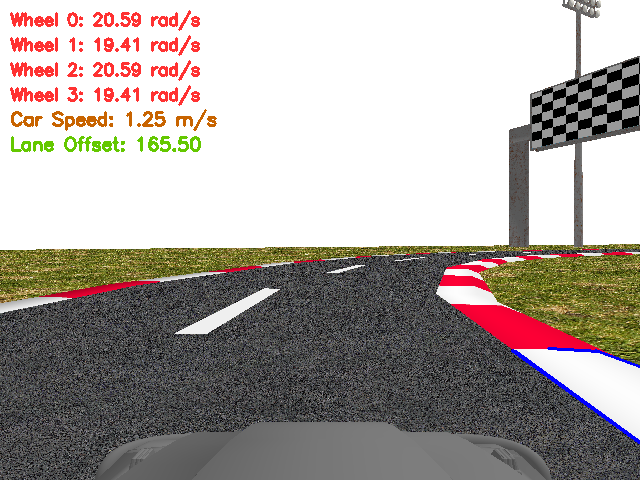 Wheel 0: 20.59 rad/s
Wheel 1: 19.41 rad/s
Wheel 2: 20.59 rad/s
Wheel 3: 19.41 rad/s
Car Speed: 1.25 m/s
Lane Offset: 165.50